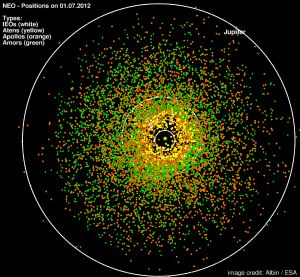 NEO - Positions on 01.07.2012
Types:
IEOs (white)
Atens (yellow)
Apollos (orange)
Amors (green)
Jupiter
image credit: Albin / ESA